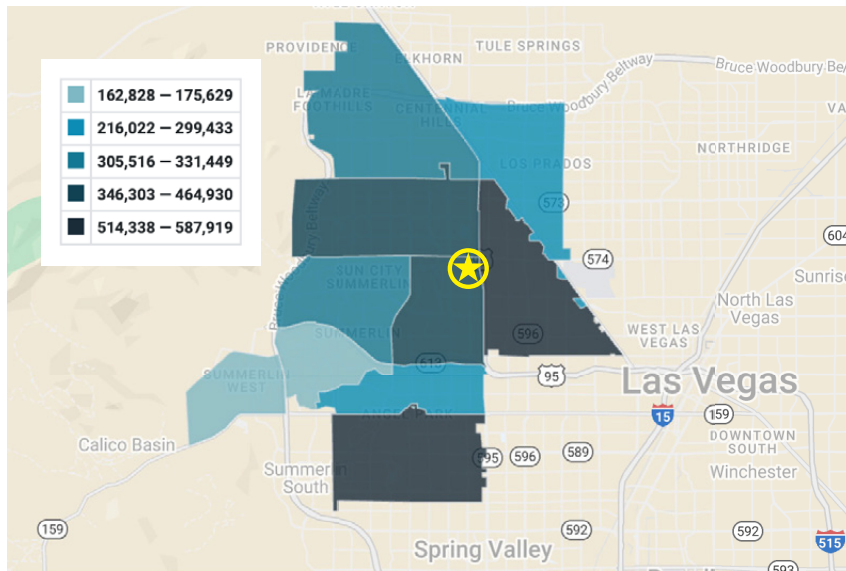 PROVIDENCE
ELKHORN
TULE SPRINGS
Bruce Woodbury Beltway
Bruce Woodbury Be
162,828 – 175,629
216,022 – 299,433
305,516 – 331,449
346,303 – 464,930
514,338 – 587,919
LA MADRE
FOOTHILLS
CENTENNIAL
HILLS
NORTHRIDGE
LOS PRADOS
573
Bruce Woodbury Beltway
604
574
SUN CITY
SUMMERLIN
Sunrise
North Las
Vegas
SUMMERLIN
596
WEST LAS
VEGAS
613
95
SUMMERLIN
WEST
Las Vegas
ANGEL PARK
15
159
Calico Basin
DOWNTOWN
SOUTH
595
596
589
Summerlin
South
Winchester
159
592
592
515
Spring Valley
593